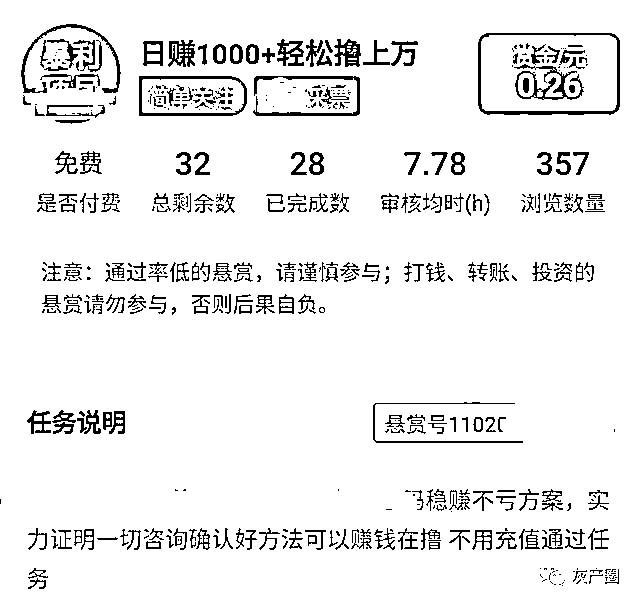 暴利
项目
日赚1000+轻松撸上万
赏金/元
0.26
简单关注
采票
免费
32
28
7.78
357
是否付费
总剩余数
已完成数
审核均时(h)
浏览数量
注意：通过率低的悬赏，请谨慎参与；打钱、转账、投资的
悬赏请勿参与，否则后果自负。
任务说明
悬赏号1102
码稳赚不亏方案，实
力证明一切咨询确认好方法可以赚钱在撸 不用充值通过任
务
灰产圈